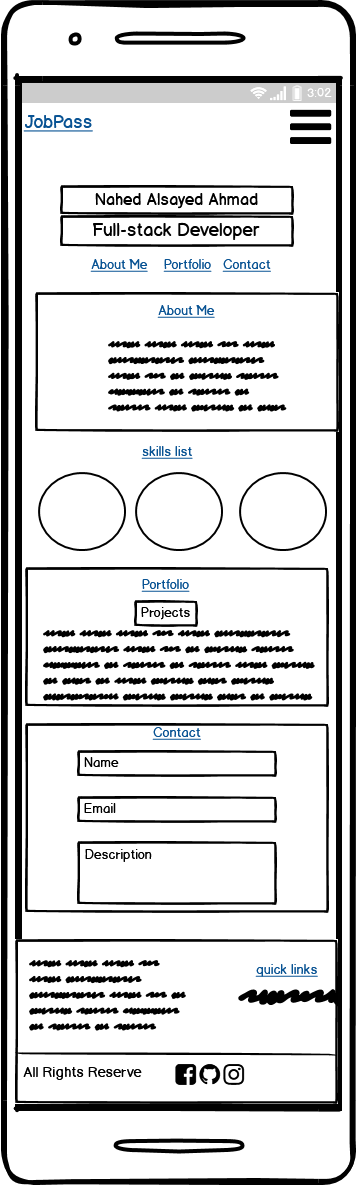 3:02
JobPass
Nahed Alsayed Ahmad
Full-stack Developer
About Me Portfolio Contact
About Me
skills list
Portfolio
Projects
Contact
Name
Email
Description
quick links
All Rights Reserve